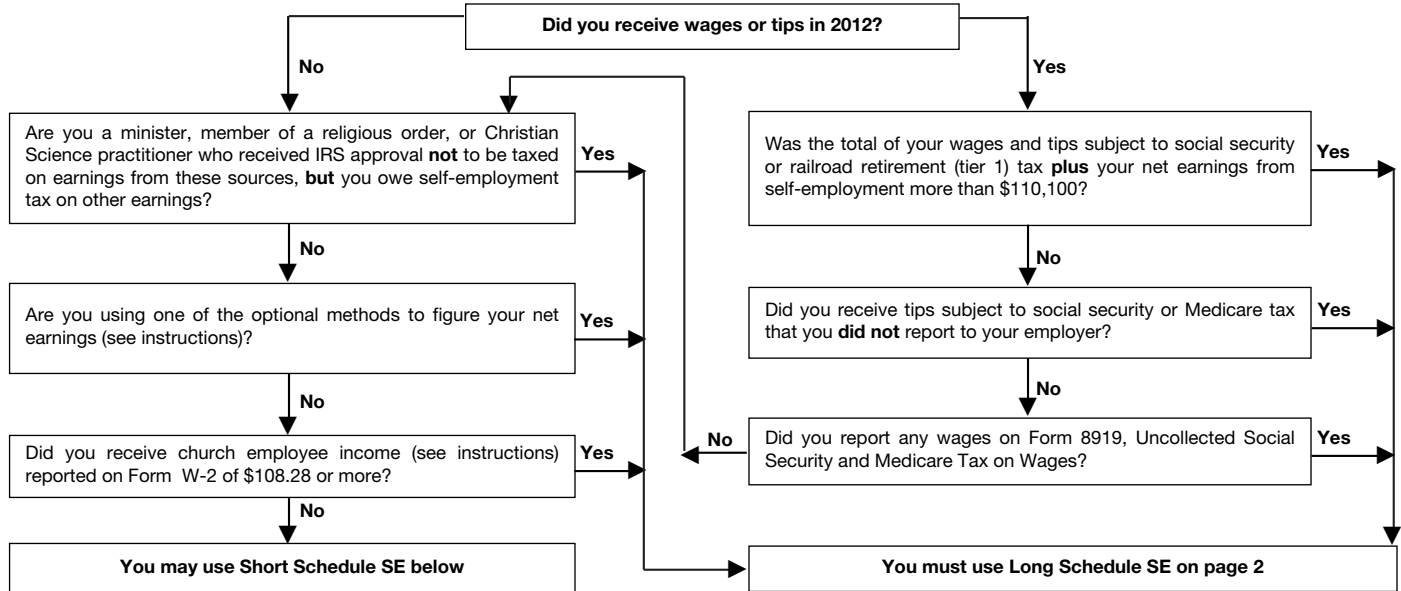 Did you receive wages or tips in 2012?
No
Yes
Are you a minister, member of a religious order, or Christian
Science practitioner who received IRS approval not to be taxed
on earnings from these sources, but you owe self-employment
tax on other earnings?
Yes
No
Are you using one of the optional methods to figure your net
earnings (see instructions)?
Yes
No
Did you receive church employee income (see instructions)
reported on Form W-2 of $108.28 or more?
Yes
No
You may use Short Schedule SE below
Was the total of your wages and tips subject to social security
or railroad retirement (tier 1) tax plus your net earnings from
self-employment more than $110,100?
Yes
No
Did you receive tips subject to social security or Medicare tax
that you did not report to your employer?
Yes
No
Did you report any wages on Form 8919, Uncollected Social
Security and Medicare Tax on Wages?
No
Yes
You must use Long Schedule SE on page 2